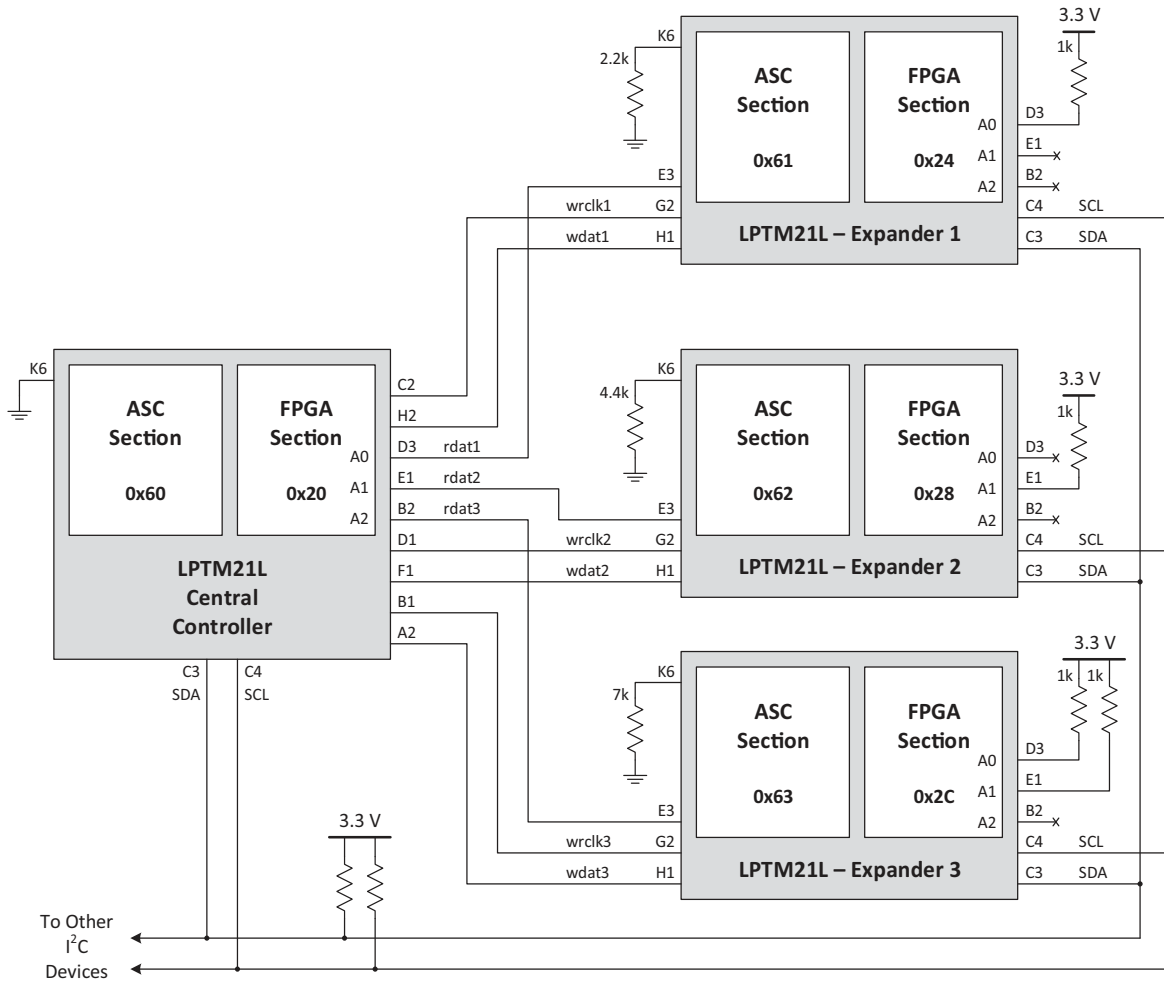 3.3 V
1k
K6
2.2k
ASC
Section
0x61
FPGA
Section
0x24
A0
A1
A2
D3
E1
B2
E3
wrclk1
G2
wdat1
H1
C4
SCL
C3
SDA
LPTM21L – Expander 1
K6
ASC
Section
0x60
FPGA
Section
0x20
A0
A1
A2
LPTM21L
Central
Controller
C2
H2
D3
rdat1
E1
rdat2
B2
rdat3
D1
F1
B1
A2
C3
SDA
C4
SCL
K6
4.4k
ASC
Section
0x62
FPGA
Section
0x28
A0
A1
A2
3.3 V
1k
D3
E1
B2
E3
wrclk2
G2
wdat2
H1
C4
SCL
C3
SDA
LPTM21L – Expander 2
K6
7k
ASC
Section
0x63
FPGA
Section
0x2C
A0
A1
A2
3.3 V
1k
1k
D3
E1
B2
E3
wrclk3
G2
wdat3
H1
C4
SCL
C3
SDA
LPTM21L – Expander 3
3.3 V
To Other
I²C
Devices